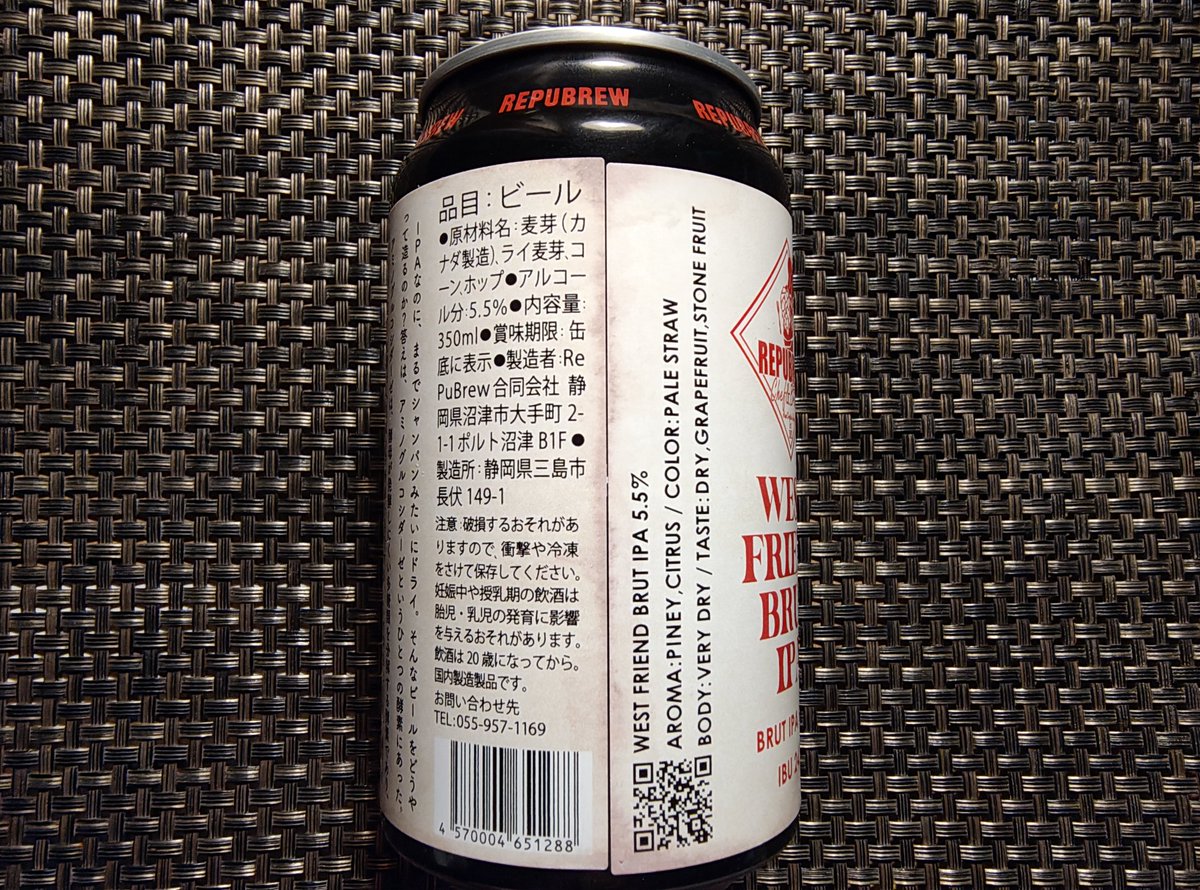 REPUBREW
品目:ビール
●原材料名:麦芽(カ
ナダ製造)、ライ麦芽、コ
ーン、ホップ●アルコー
ル分:5.5%●内容量:
350ml●賞味期限:缶
底に表示●製造者:Re
PuBrew合同会社 静
岡県沼津市大手町 2-
1-1ポルト沼津 B1F●
製造所:静岡県三島市
長伏 149-1
注意:破損するおそれがあ
りますので、衝撃や冷凍
をさけて保存してください。
妊娠中や授乳期の飲酒は
胎児・乳児の発育に影響
を与えるおそれがあります。
飲酒は20歳になってから。
国内製造製品です。
お問い合わせ先
TEL:055-957-1169
4 570004 651288
IPAなのに、まるでシャンパンみたいにドライ。そんなビールをどうや
って造るのか?答えは、アミノグルコシダーゼというひとつの酵素にあった。
WEST FRIEND BRUT IPA 5.5%
AROMA:PINEY,CITRUS / COLOR:PALE STRAW
BODY:VERY DRY / TASTE:DRY,GRAPEFRUIT,STONE FRUIT
BRUT IPA
IBU